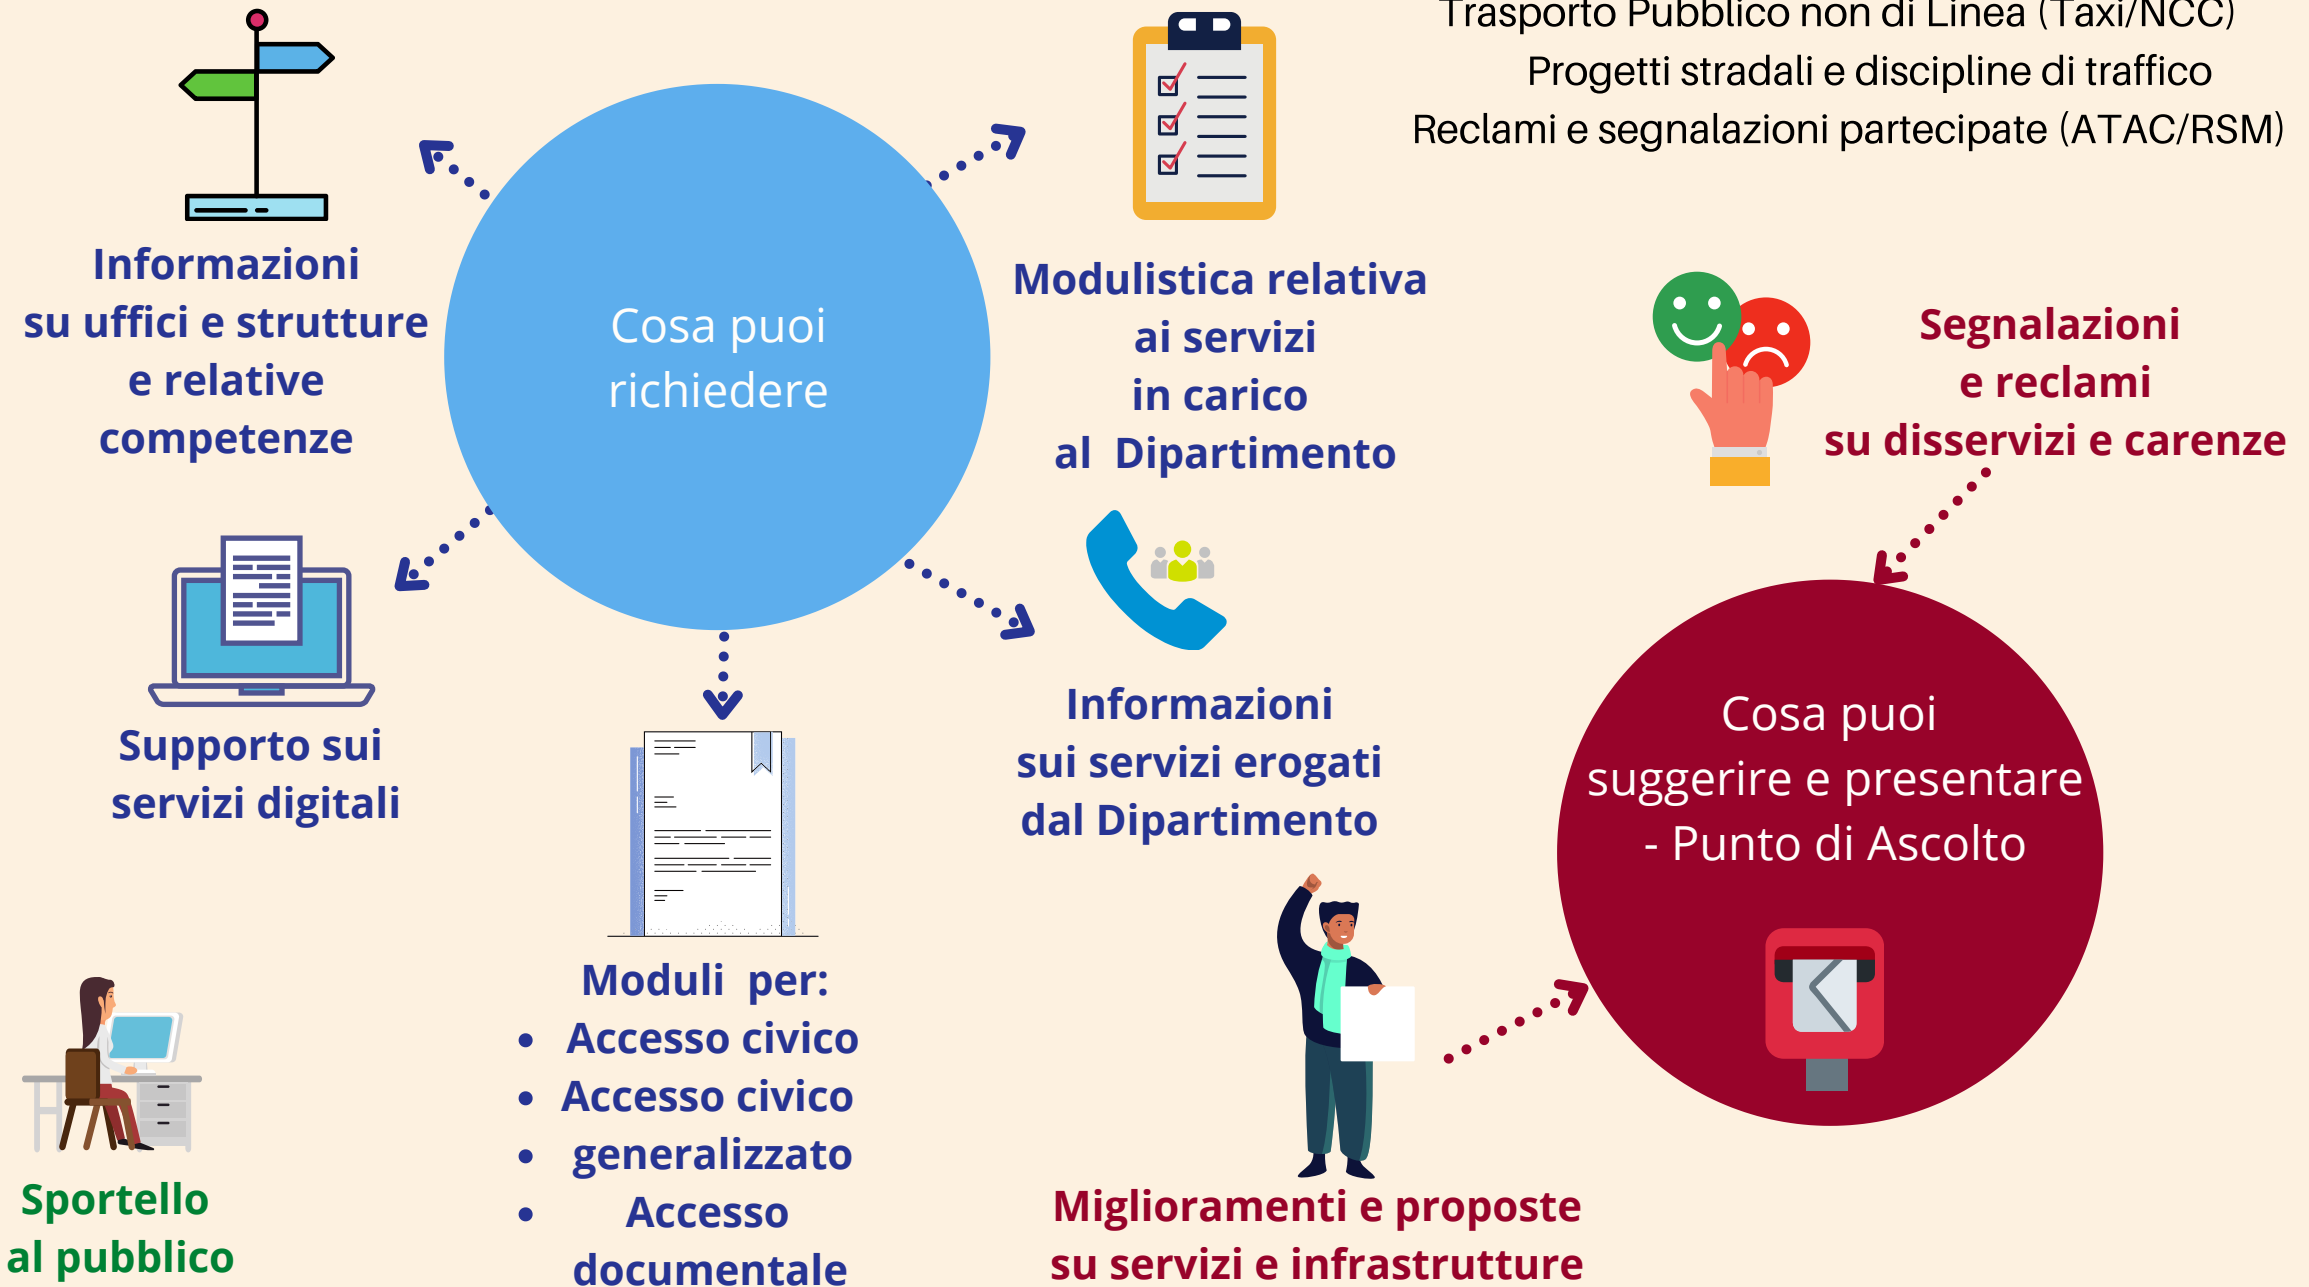 Trasporto Pubblico non di Linea (Taxi/NCC)
Progetti stradali e discipline di traffico
Reclami e segnalazioni partecipate (ATAC/RSM)
Informazioni
su uffici e strutture
e relative
competenze
Cosa puoi
richiedere
Modulistica relativa
ai servizi
in carico
al Dipartimento
Segnalazioni
e reclami
su disservizi e carenze
Supporto sui
servizi digitali
Informazioni
sui servizi erogati
dal Dipartimento
Cosa puoi
suggerire e presentare
- Punto di Ascolto
Moduli per:
• Accesso civico
• Accesso civico
• generalizzato
• Accesso
documentale
Sportello
al pubblico
Miglioramenti e proposte
su servizi e infrastrutture